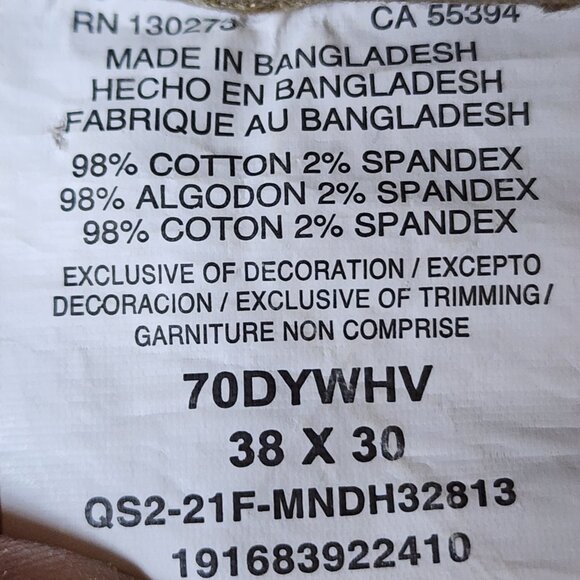 RN 130273 CA 55394
MADE IN BANGLADESH
HECHO EN BANGLADESH
FABRIQUE AU BANGLADESH
98% COTTON 2% SPANDEX
98% ALGODON 2% SPANDEX
98% COTON 2% SPANDEX
EXCLUSIVE OF DECORATION / EXCEPTO
DECORACION / EXCLUSIVE OF TRIMMING /
GARNITURE NON COMPRISE
70DYWHV
38 X 30
QS2-21F-MNDH32813
191683922410